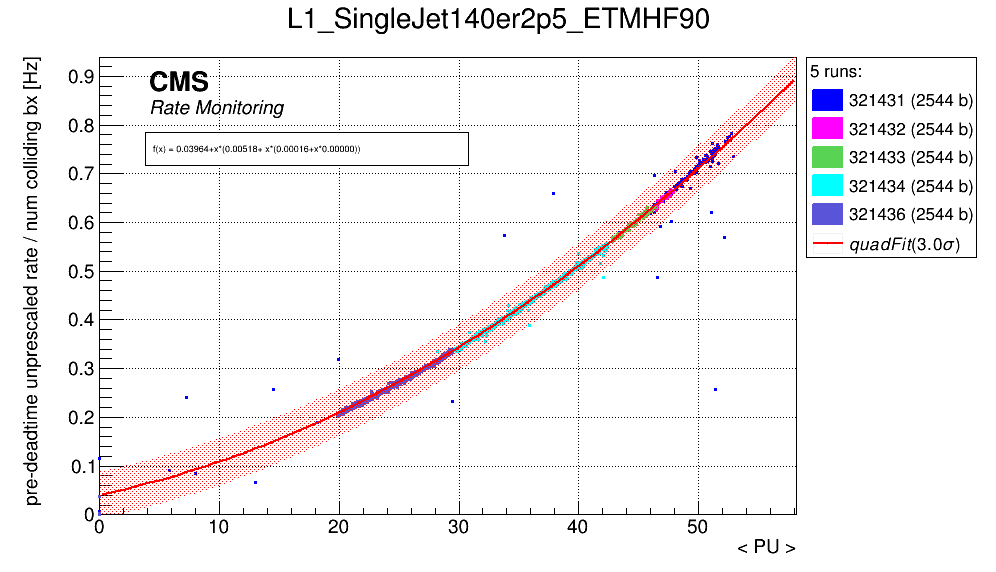 L1_SingleJet140er2p5_ETMHF90
pre-deadtime unprescaled rate / num colliding bx [Hz]
0.9
0.8
0.7
0.6
0.5
0.4
0.3
0.2
0.1
0
CMS
Rate Monitoring
f(x) = 0.03964+x*(0.00518+ x*(0.00016+x*0.00000))
0 10 20 30 40 50
< PU >
5 runs:
321431 (2544 b)
321432 (2544 b)
321433 (2544 b)
321434 (2544 b)
321436 (2544 b)
quadFit(3.0σ)